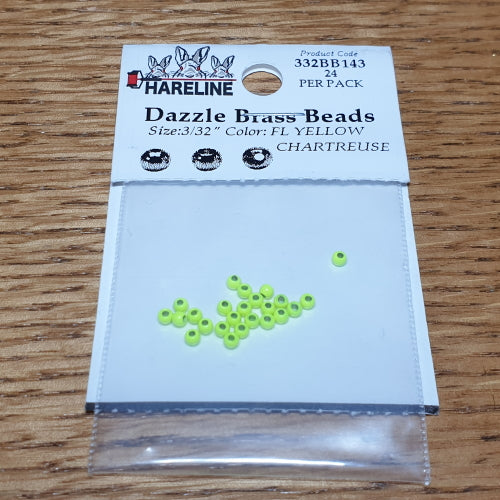 HARELINE
Product Code
332BB143
24
PER PACK
Dazzle Brass Beads
Size:3/32" Color: FL YELLOW
CHARTREUSE